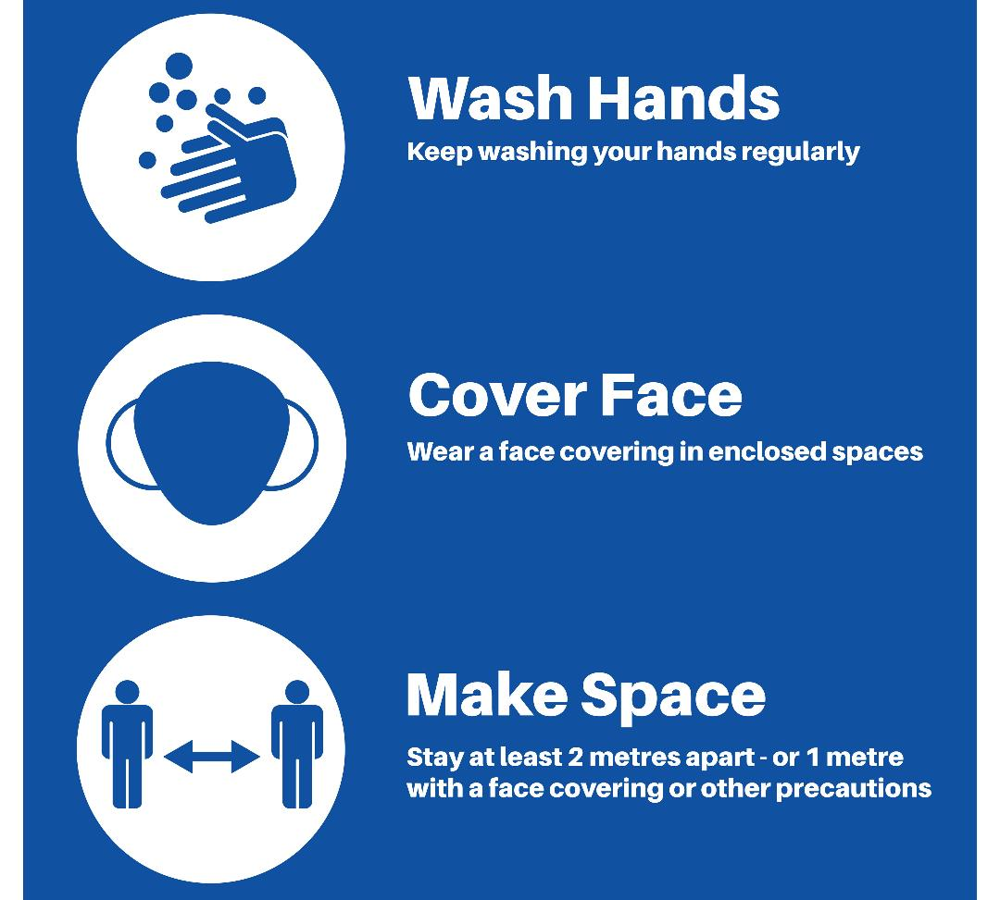 Wash Hands
Keep washing your hands regularly
Cover Face
Wear a face covering in enclosed spaces
Make Space
Stay at least 2 metres apart - or 1 metre
with a face covering or other precautions